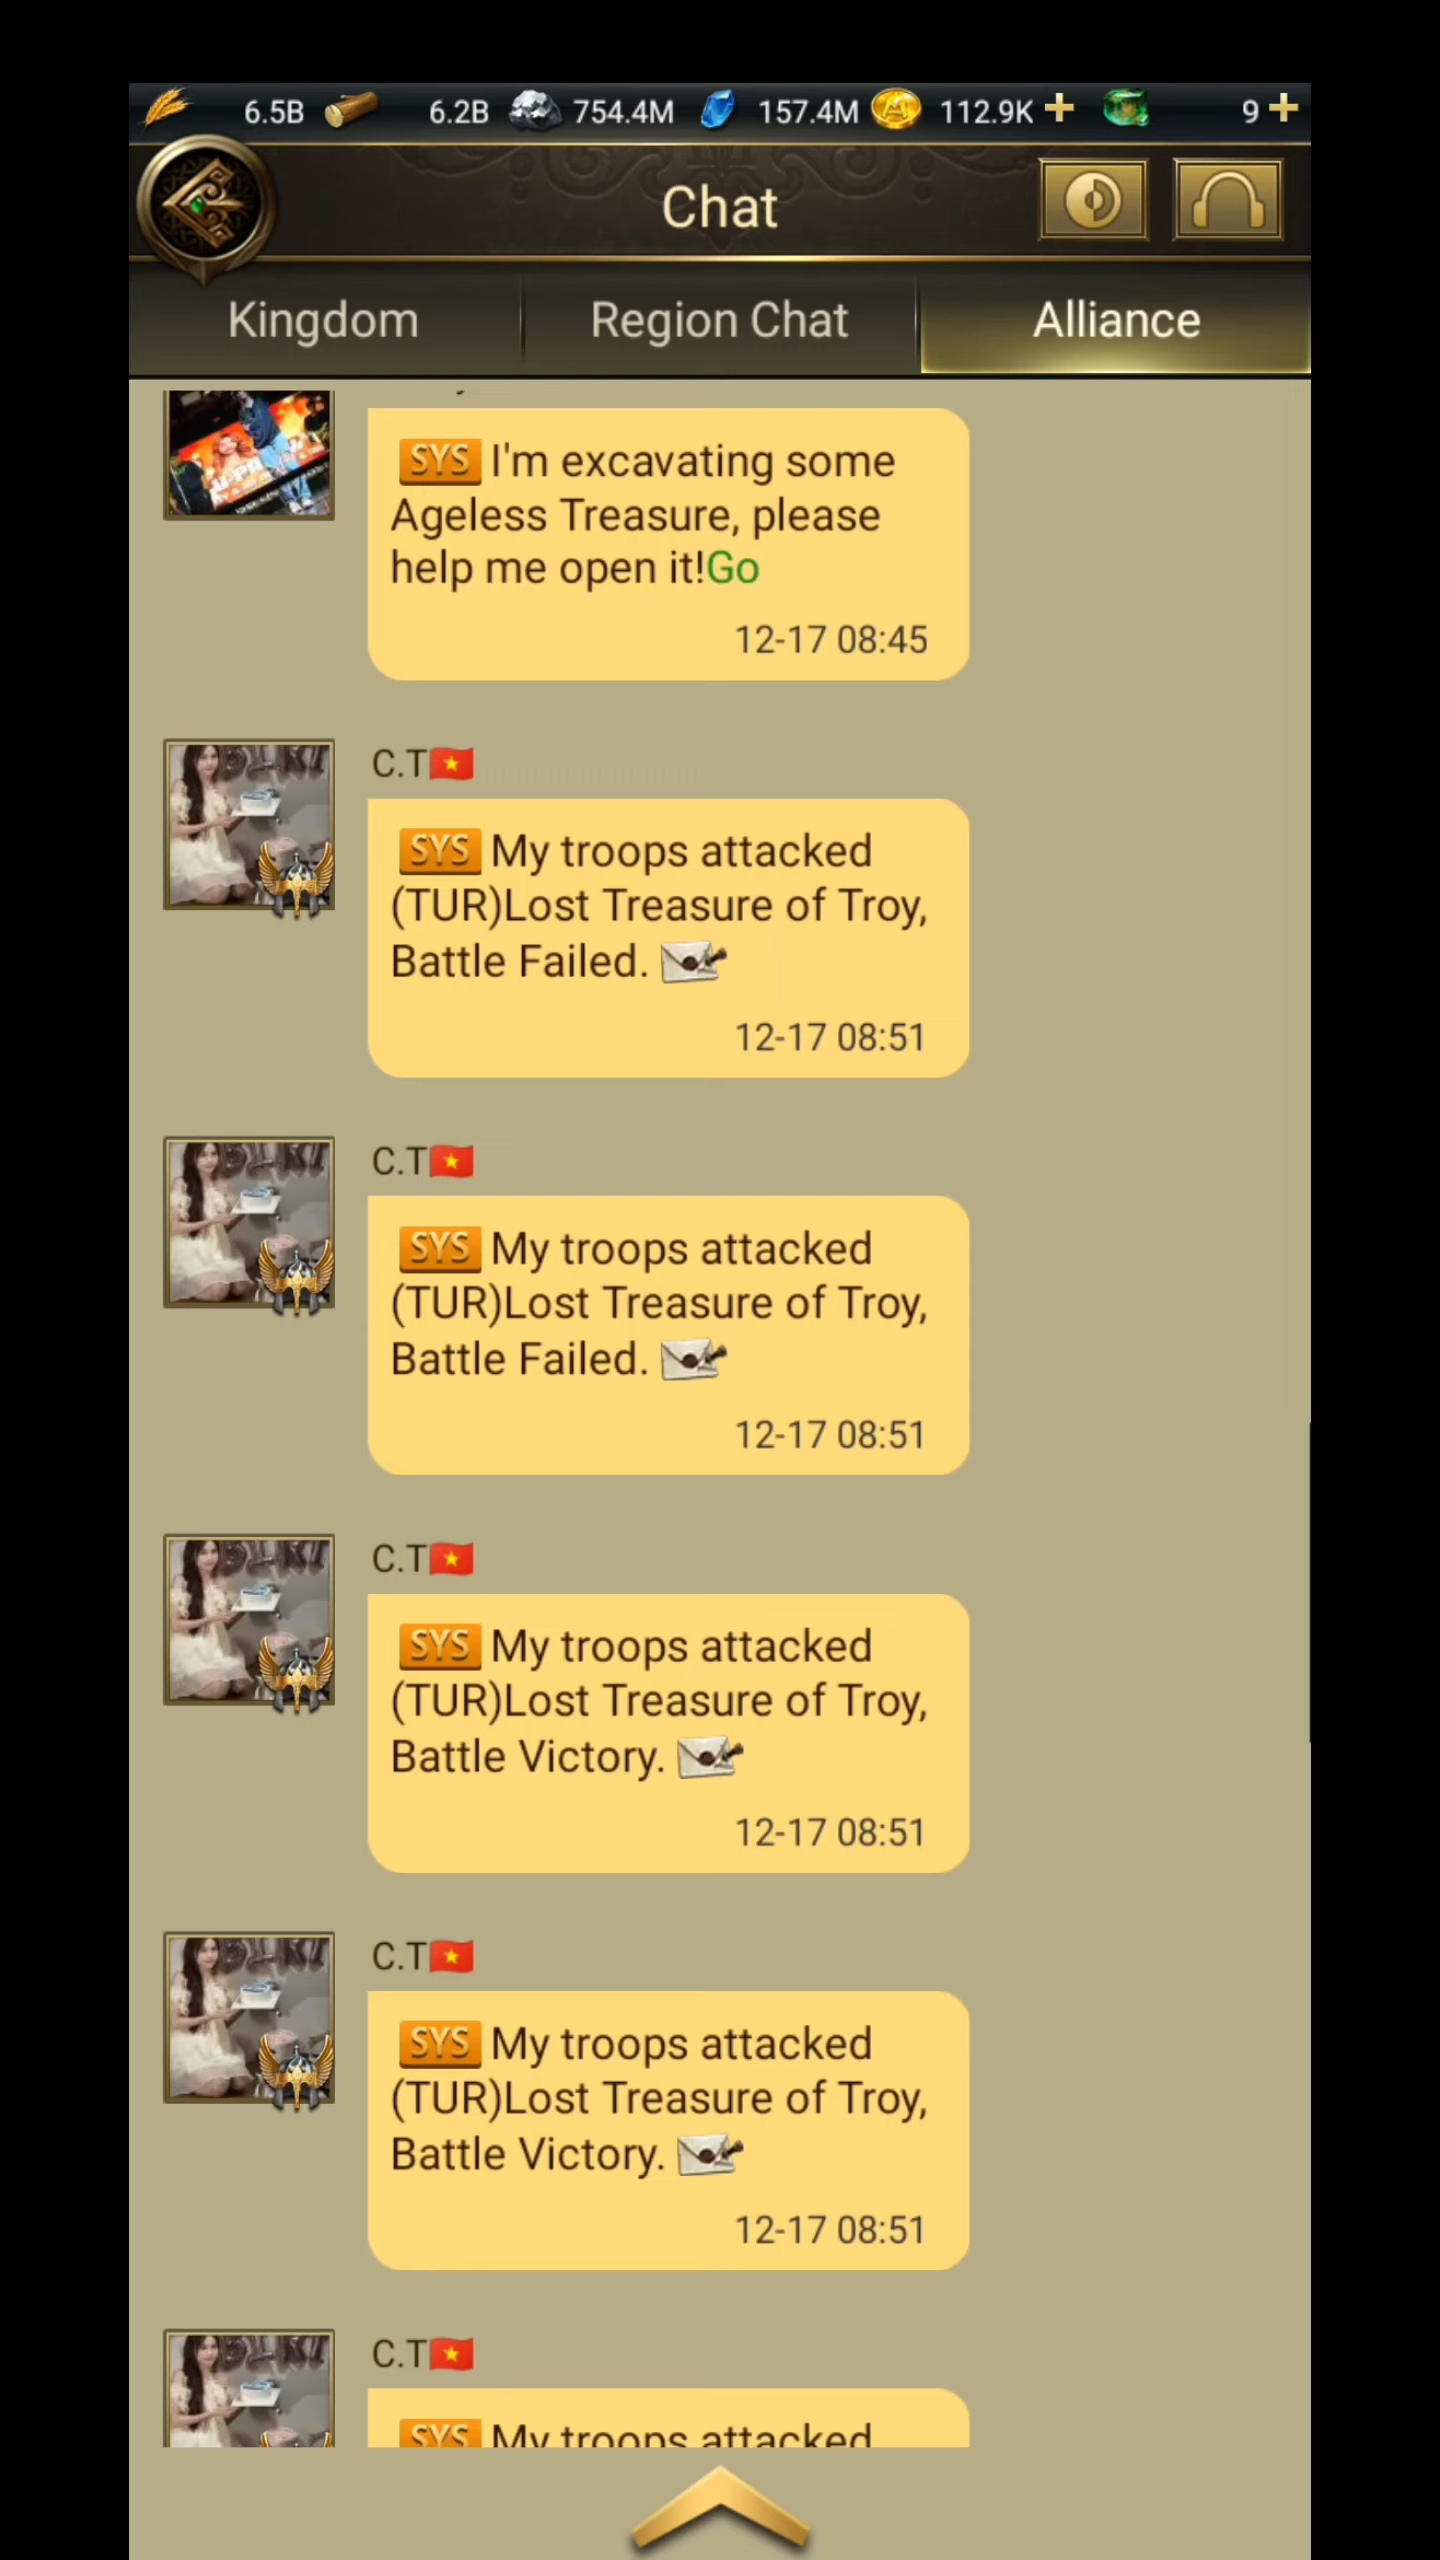 6.5B 6.2B 754.4M 157.4M 112.9K 9
Chat
Kingdom Region Chat Alliance
SYS I'm excavating some
Ageless Treasure, please
help me open it!Go
12-17 08:45
C.T🇻🇳
SYS My troops attacked
(TUR)Lost Treasure of Troy,
Battle Failed.
12-17 08:51
C.T🇻🇳
SYS My troops attacked
(TUR)Lost Treasure of Troy,
Battle Failed.
12-17 08:51
C.T🇻🇳
SYS My troops attacked
(TUR)Lost Treasure of Troy,
Battle Victory.
12-17 08:51
C.T🇻🇳
SYS My troops attacked
(TUR)Lost Treasure of Troy,
Battle Victory.
12-17 08:51
C.T🇻🇳
SYS My troops attacked